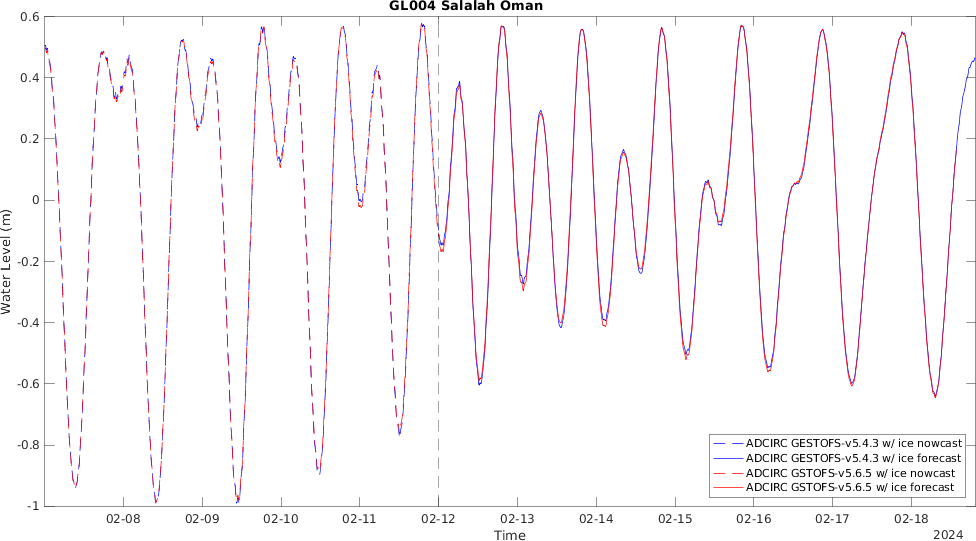 GL004 Salalah Oman
0.6
0.4
0.2
0
-0.2
-0.4
-0.6
-0.8
-1
Water Level (m)
ADCIRC GESTOFS-v5.4.3 w/ ice nowcast
ADCIRC GESTOFS-v5.4.3 w/ ice forecast
ADCIRC GSTOFS-v5.6.5 w/ ice nowcast
ADCIRC GSTOFS-v5.6.5 w/ ice forecast
02-08 02-09 02-10 02-11 02-12 02-13 02-14 02-15 02-16 02-17 02-18
Time
2024